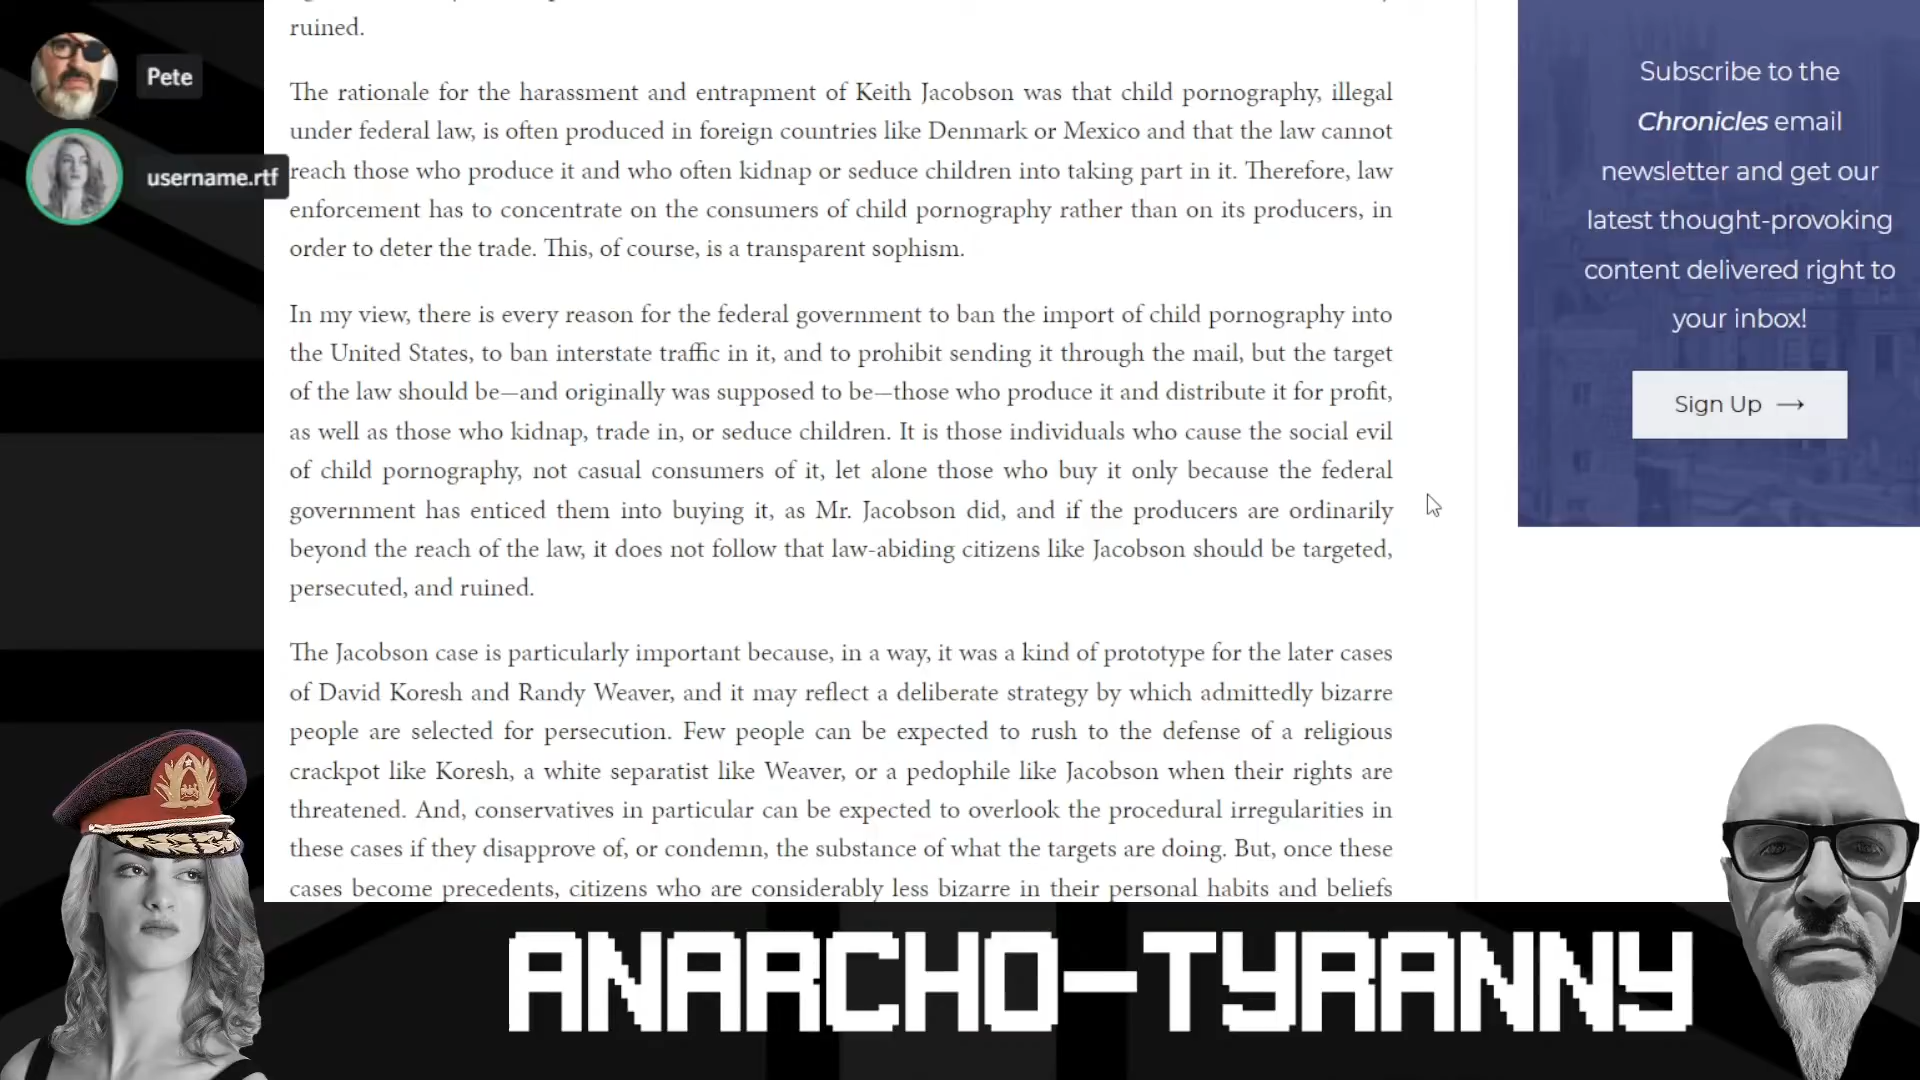 ruined.
Pete
username.rtf
The rationale for the harassment and entrapment of Keith Jacobson was that child pornography, illegal
under federal law, is often produced in foreign countries like Denmark or Mexico and that the law cannot
reach those who produce it and who often kidnap or seduce children into taking part in it. Therefore, law
enforcement has to concentrate on the consumers of child pornography rather than on its producers, in
order to deter the trade. This, of course, is a transparent sophism.
In my view, there is every reason for the federal government to ban the import of child pornography into
the United States, to ban interstate traffic in it, and to prohibit sending it through the mail, but the target
of the law should be—and originally was supposed to be—those who produce it and distribute it for profit,
as well as those who kidnap, trade in, or seduce children. It is those individuals who cause the social evil
of child pornography, not casual consumers of it, let alone those who buy it only because the federal
government has enticed them into buying it, as Mr. Jacobson did, and if the producers are ordinarily
beyond the reach of the law, it does not follow that law-abiding citizens like Jacobson should be targeted,
persecuted, and ruined.
The Jacobson case is particularly important because, in a way, it was a kind of prototype for the later cases
of David Koresh and Randy Weaver, and it may reflect a deliberate strategy by which admittedly bizarre
people are selected for persecution. Few people can be expected to rush to the defense of a religious
crackpot like Koresh, a white separatist like Weaver, or a pedophile like Jacobson when their rights are
threatened. And, conservatives in particular can be expected to overlook the procedural irregularities in
these cases if they disapprove of, or condemn, the substance of what the targets are doing. But, once these
cases become precedents, citizens who are considerably less bizarre in their personal habits and beliefs
Subscribe to the
Chronicles email
newsletter and get our
latest thought-provoking
content delivered right to
your inbox!
Sign Up →
ANARCHO-TYRANNY